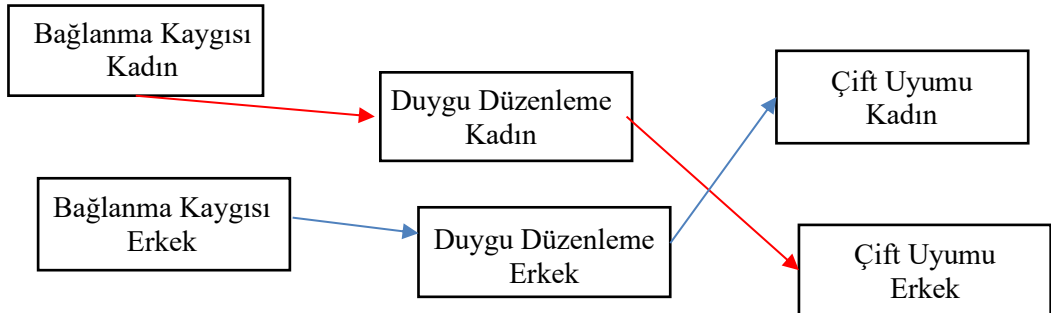 Bağlanma Kaygısı
Kadın
Duygu Düzenleme
Kadın
Çift Uyumu
Kadın
Bağlanma Kaygısı
Erkek
Duygu Düzenleme
Erkek
Çift Uyumu
Erkek